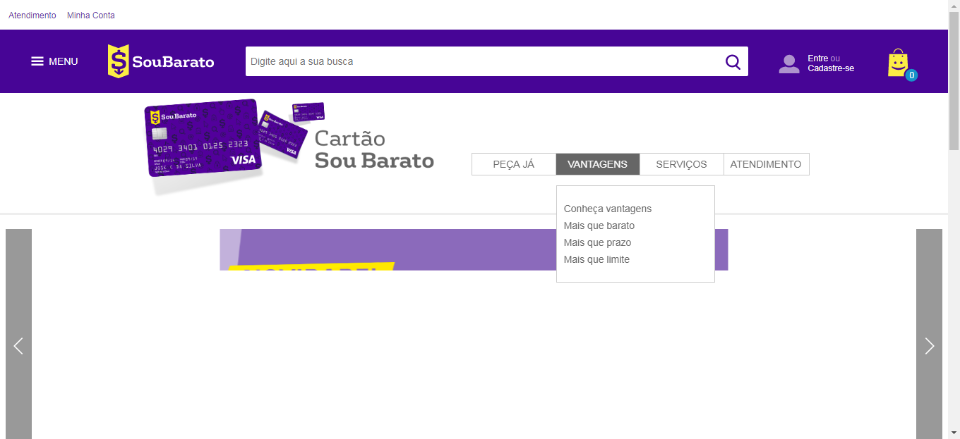 Atendimento Minha Conta
MENU
SouBarato
Digite aqui a sua busca
Entre ou
Cadastre-se
0
SouBarato
4029 3401 0125 2323
VISA
Cartão
Sou Barato
PEÇA JÁ VANTAGENS SERVIÇOS ATENDIMENTO
Conheça vantagens
Mais que barato
Mais que prazo
Mais que limite